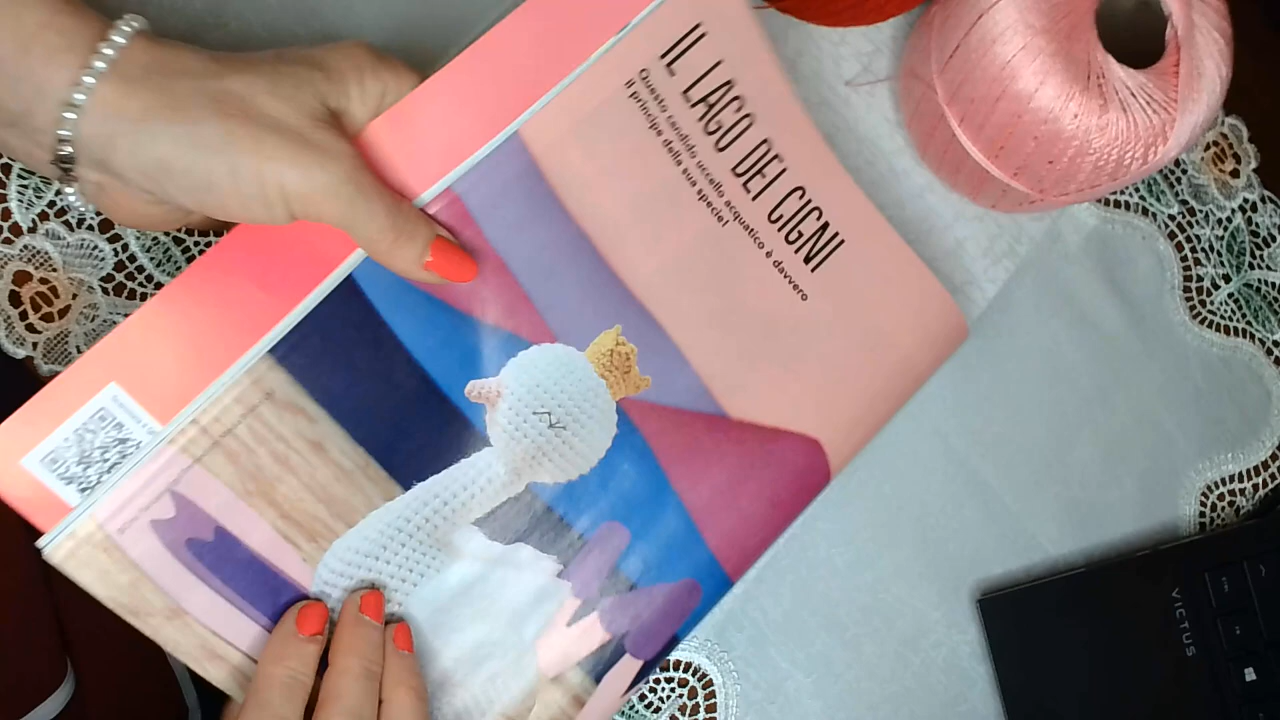 IL LAGO DEI CIGNI
Questo candido uccello acquatico è davvero
il principe della sua specie!
VICTUS